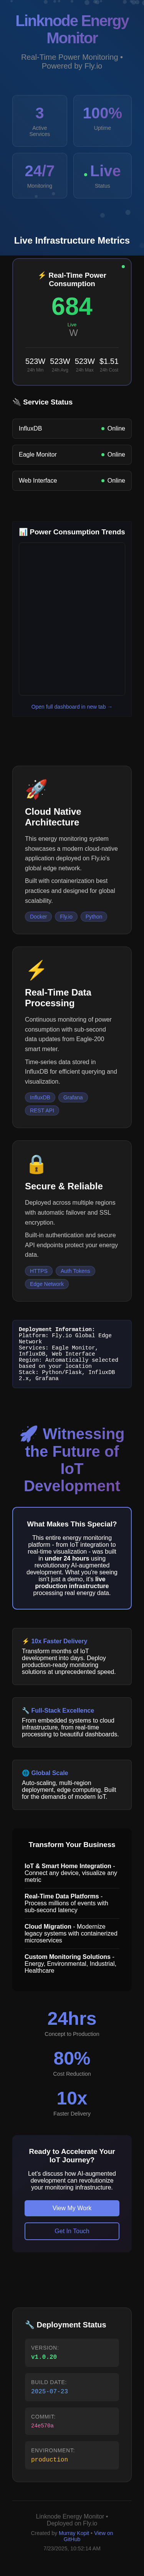 Linknode Energy
Monitor
Real-Time Power Monitoring •
Powered by Fly.io
3
Active
Services
100%
Uptime
24/7
Monitoring
Live
Status
Live Infrastructure Metrics
⚡ Real-Time Power
Consumption
684
Live
W
523W
24h Min
523W
24h Avg
523W
24h Max
$1.51
24h Cost
🔌 Service Status
InfluxDB
Online
Eagle Monitor
Online
Web Interface
Online
📊 Power Consumption Trends
Open full dashboard in new tab →
🚀
Cloud Native
Architecture
This energy monitoring system
showcases a modern cloud-native
application deployed on Fly.io's
global edge network.
Built with containerization best
practices and designed for global
scalability.
Docker
Fly.io
Python
⚡
Real-Time Data
Processing
Continuous monitoring of power
consumption with sub-second
data updates from Eagle-200
smart meter.
Time-series data stored in
InfluxDB for efficient querying and
visualization.
InfluxDB
Grafana
REST API
🔒
Secure & Reliable
Deployed across multiple regions
with automatic failover and SSL
encryption.
Built-in authentication and secure
API endpoints protect your energy
data.
HTTPS
Auth Tokens
Edge Network
Deployment Information:
Platform: Fly.io Global Edge
Network
Services: Eagle Monitor,
InfluxDB, Web Interface
Region: Automatically selected
based on your location
Stack: Python/Flask, InfluxDB
2.x, Grafana
🚀 Witnessing
the Future of
IoT
Development
What Makes This Special?
This entire energy monitoring
platform - from IoT integration to
real-time visualization - was built
in under 24 hours using
revolutionary AI-augmented
development. What you're seeing
isn't just a demo, it's live
production infrastructure
processing real energy data.
⚡ 10x Faster Delivery
Transform months of IoT
development into days. Deploy
production-ready monitoring
solutions at unprecedented speed.
🔧 Full-Stack Excellence
From embedded systems to cloud
infrastructure, from real-time
processing to beautiful dashboards.
🌐 Global Scale
Auto-scaling, multi-region
deployment, edge computing. Built
for the demands of modern IoT.
Transform Your Business
IoT & Smart Home Integration -
Connect any device, visualize any
metric
Real-Time Data Platforms -
Process millions of events with
sub-second latency
Cloud Migration - Modernize
legacy systems with containerized
microservices
Custom Monitoring Solutions -
Energy, Environmental, Industrial,
Healthcare
24hrs
Concept to Production
80%
Cost Reduction
10x
Faster Delivery
Ready to Accelerate Your
IoT Journey?
Let's discuss how AI-augmented
development can revolutionize
your monitoring infrastructure.
View My Work
Get In Touch
🔧 Deployment Status
VERSION:
v1.0.20
BUILD DATE:
2025-07-23
COMMIT:
24e576a
ENVIRONMENT:
production
Linknode Energy Monitor •
Deployed on Fly.io
Created by Murray Kopit • View on
GitHub
7/23/2025, 10:52:14 AM